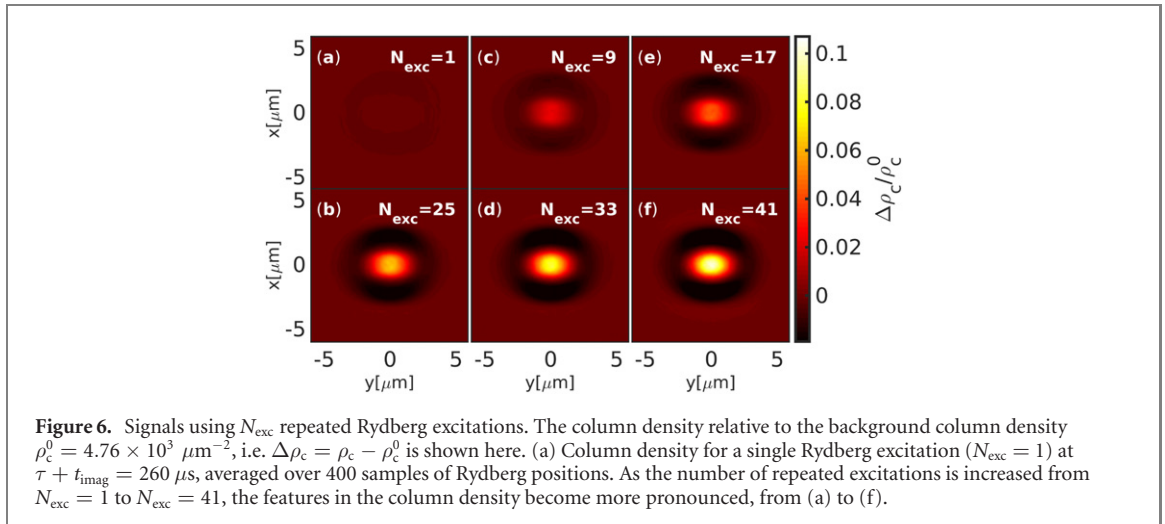 5
(a) N_exc=1
(c) N_exc=9
(e) N_exc=17
0.1
x[μm]
0
0.08
-5
0.06
5
(b) N_exc=25
(d) N_exc=33
(f) N_exc=41
0.04
Δρ_c/ρ_c^0
x[μm]
0
0.02
-5
0
-5 0 5
-5 0 5
-5 0 5
y[μm]
y[μm]
y[μm]
Figure 6. Signals using N_exc repeated Rydberg excitations. The column density relative to the background column density
ρ_c^0 = 4.76 × 10^3 μm^−2, i.e. Δρ_c = ρ_c − ρ_c^0 is shown here. (a) Column density for a single Rydberg excitation (N_exc = 1) at
τ + t_imag = 260 μs, averaged over 400 samples of Rydberg positions. As the number of repeated excitations is increased from
N_exc = 1 to N_exc = 41, the features in the column density become more pronounced, from (a) to (f).